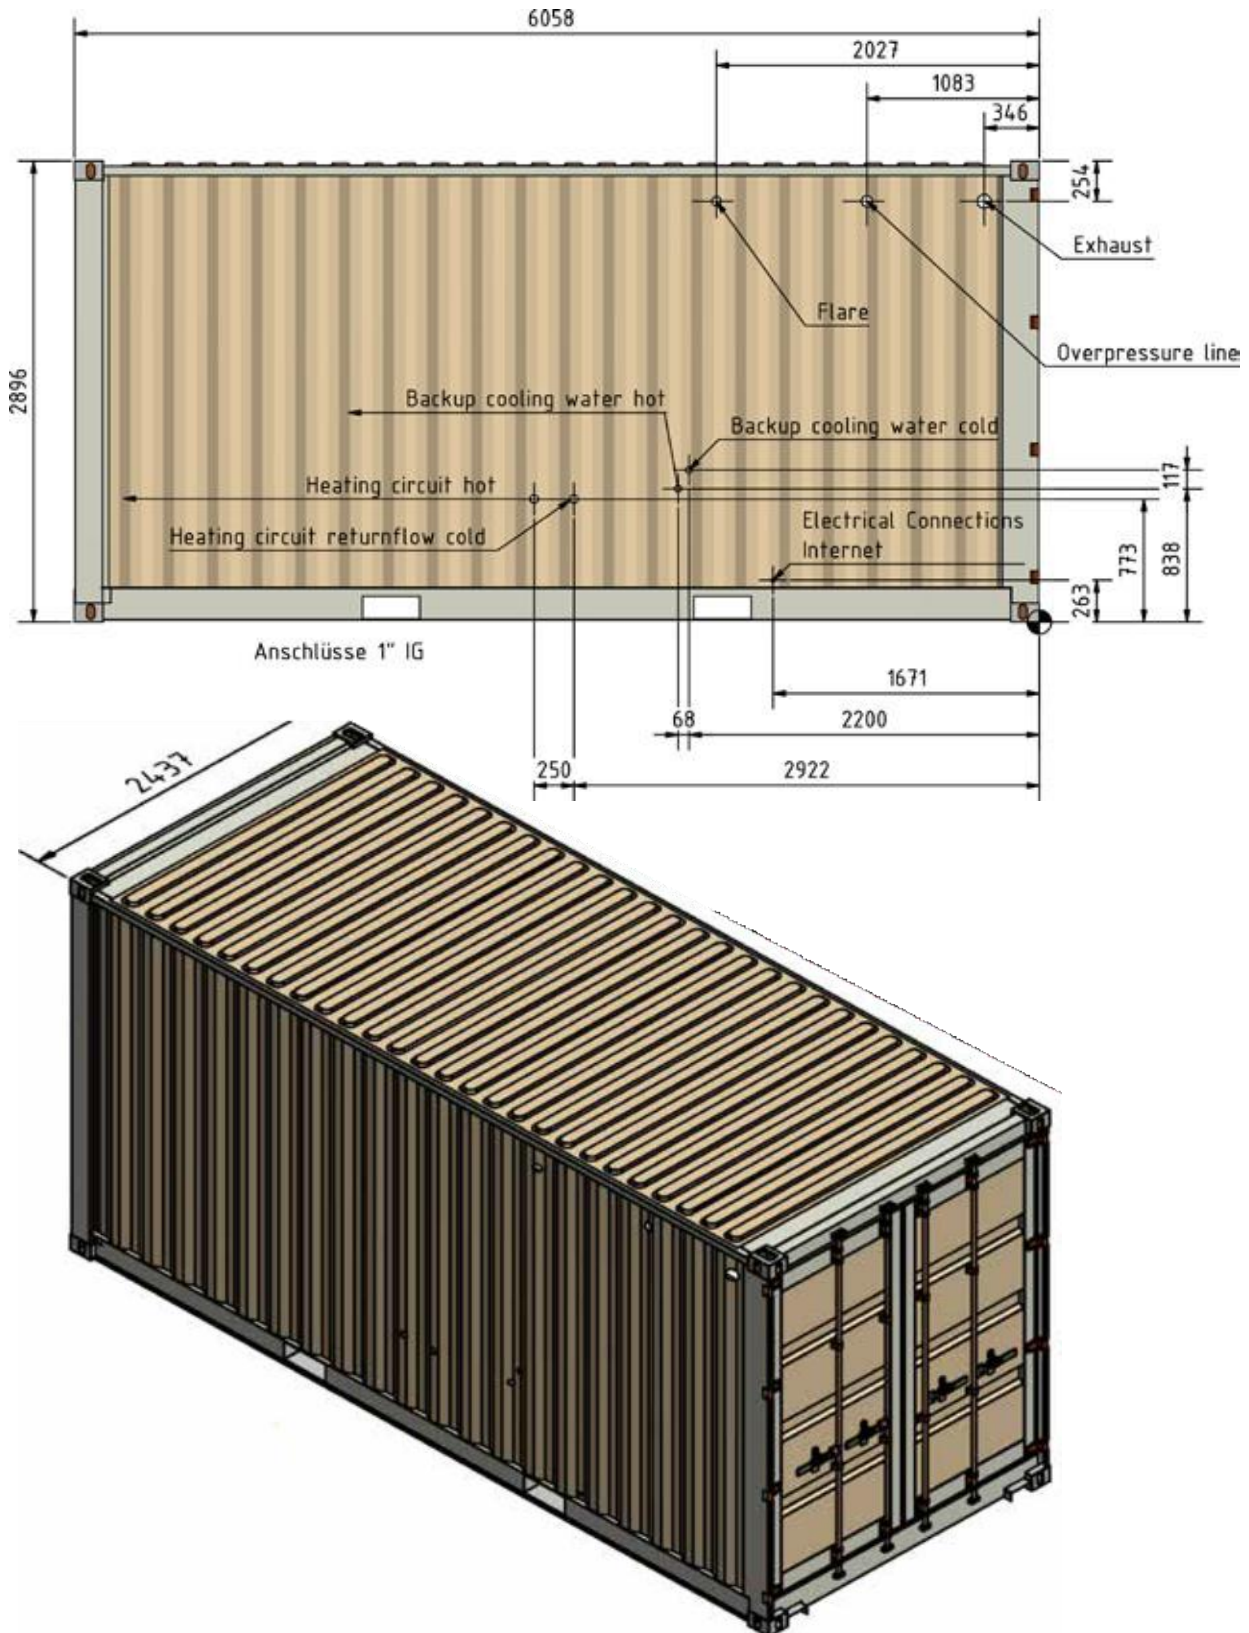 6058
2027
1083
346
254
Exhaust
Flare
Overpressure line
2896
Backup cooling water hot
Backup cooling water cold
117
Heating circuit hot
Electrical Connections
Heating circuit returnflow cold
Internet
773
838
263
Anschlüsse 1" IG
1671
68
2200
250
2922
2437